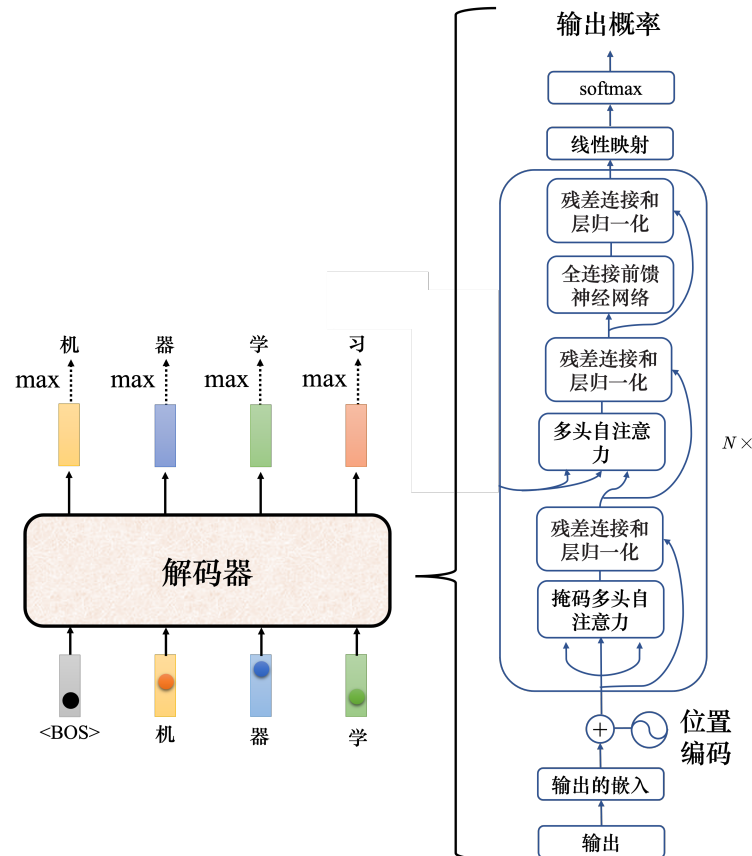 输出概率
softmax
线性映射
残差连接和
层归一化
全连接前馈
神经网络
残差连接和
层归一化
多头自注意
力
N×
残差连接和
层归一化
掩码多头自
注意力
位置
编码
+
输出的嵌入
输出
机 器 学 习
max max max max
解码器
<BOS> 机 器 学